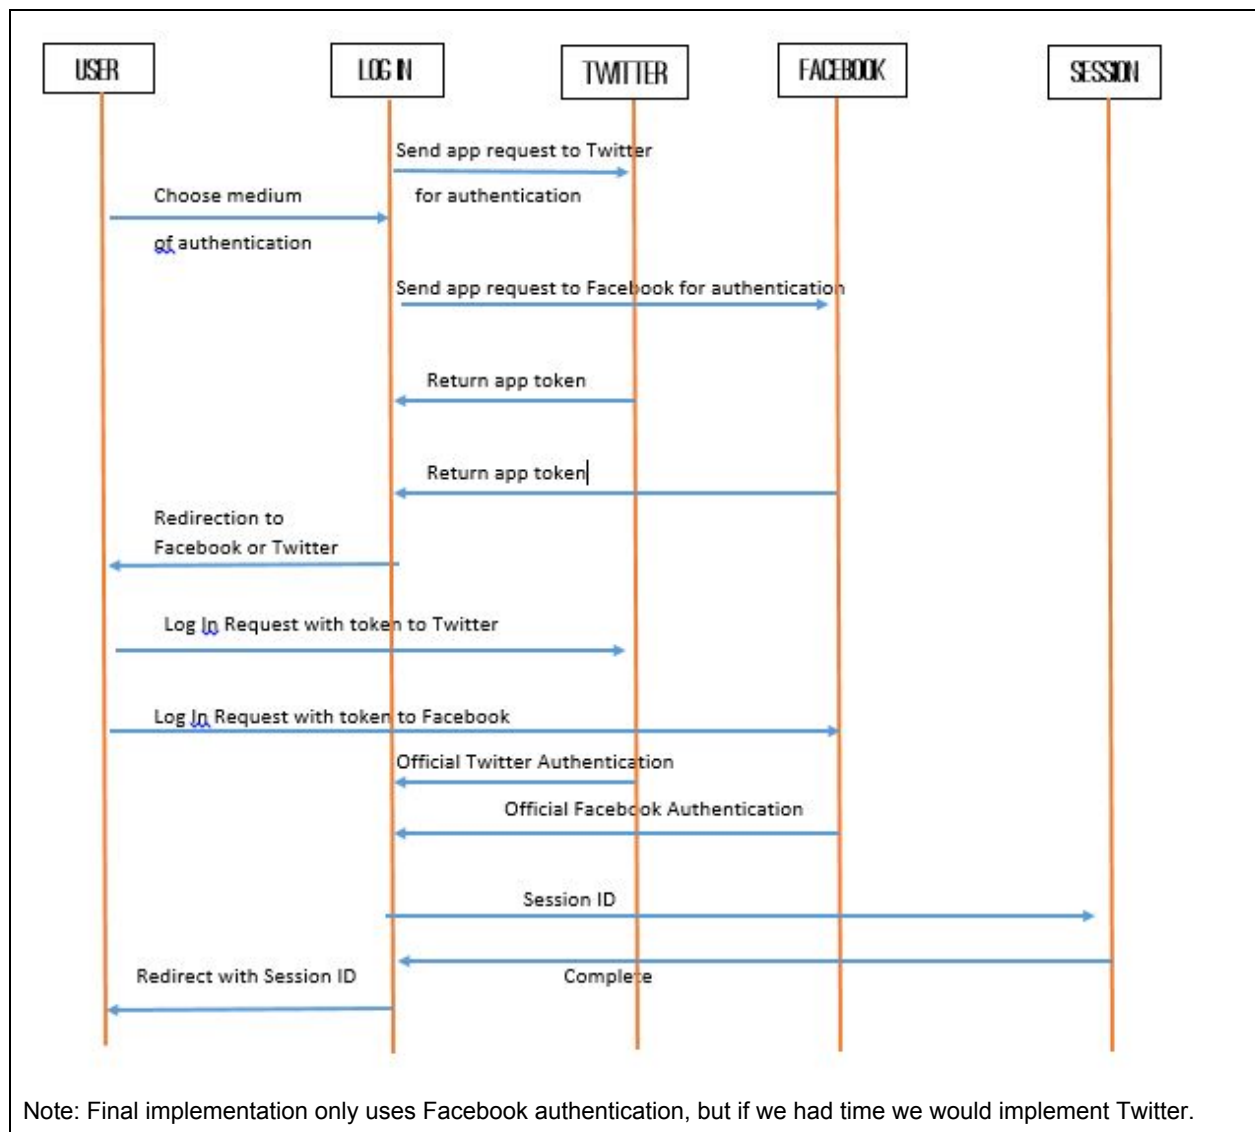 USER
LOG IN
TWITTER
FACEBOOK
SESSION
Send app request to Twitter
for authentication
Choose medium
of authentication
Send app request to Facebook for authentication
Return app token
Return app token
Redirection to
Facebook or Twitter
Log In Request with token to Twitter
Log In Request with token to Facebook
Official Twitter Authentication
Official Facebook Authentication
Session ID
Complete
Redirect with Session ID
Note: Final implementation only uses Facebook authentication, but if we had time we would implement Twitter.